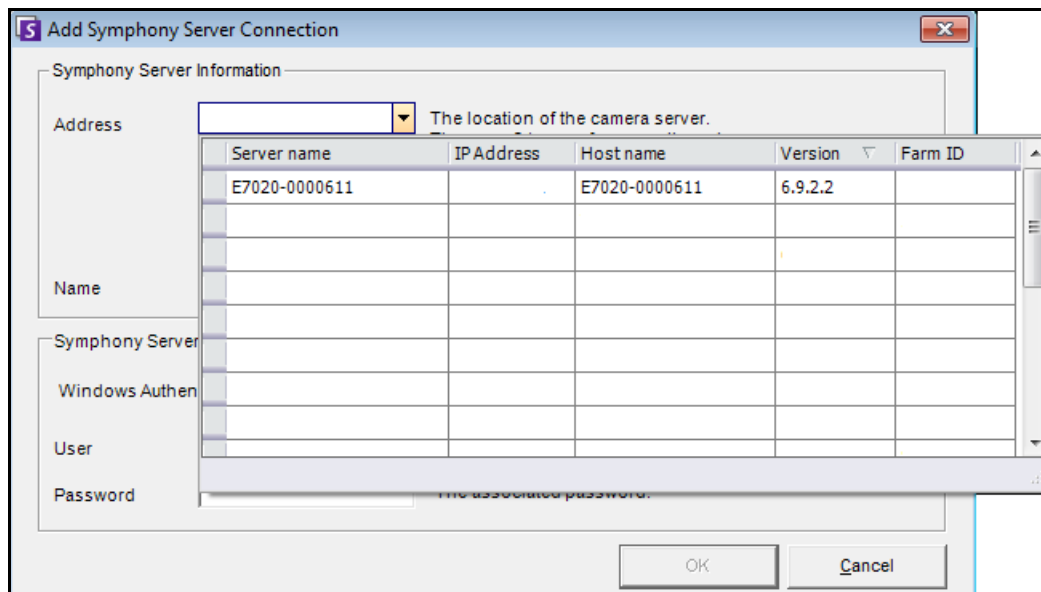 Add Symphony Server Connection
Symphony Server Information
Address
The location of the camera server.
Server name IP Address Host name Version Farm ID
E7020-0000611 E7020-0000611 6.9.2.2
Name
Symphony Server
Windows Authen
User
Password
The associated password.
OK Cancel